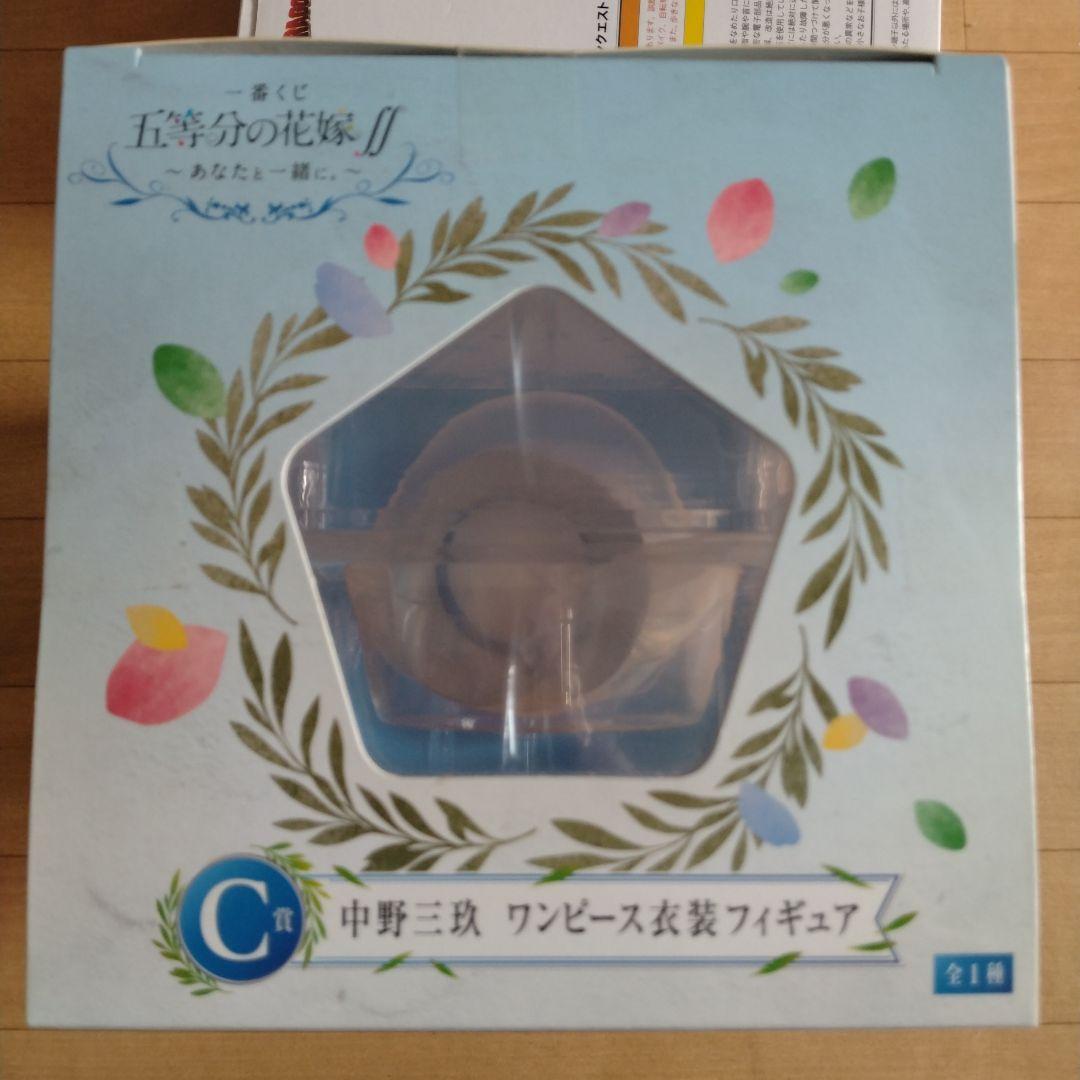 一番くじ
五等分の花嫁∬
～あなたと一緒に。～
C賞
中野三玖 ワンピース衣装フィギュア
全1種